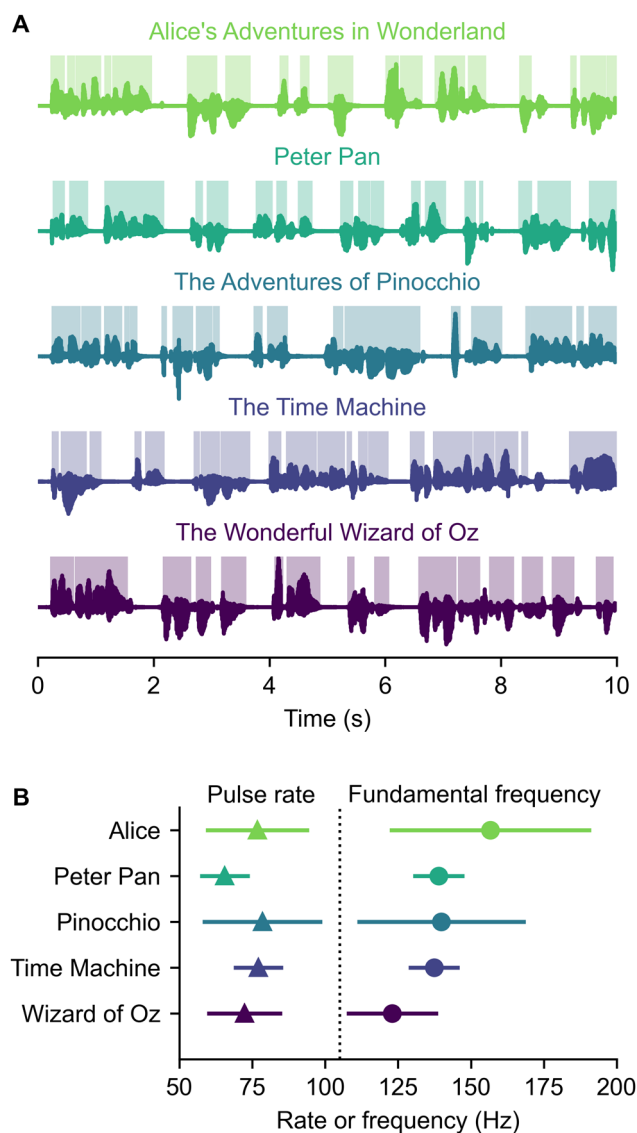 A
Alice's Adventures in Wonderland
Peter Pan
The Adventures of Pinocchio
The Time Machine
The Wonderful Wizard of Oz
0 2 4 6 8 10
Time (s)
B
Pulse rate Fundamental frequency
Alice
Peter Pan
Pinocchio
Time Machine
Wizard of Oz
50 75 100 125 150 175 200
Rate or frequency (Hz)